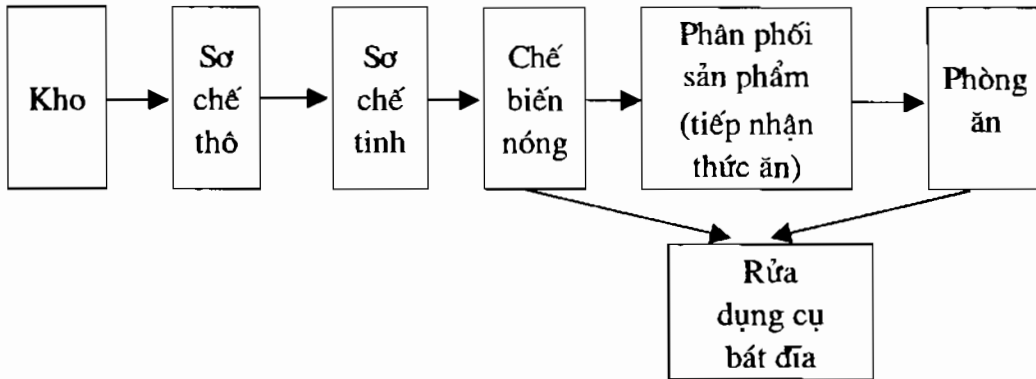 Kho
Sơ
chế
thô
Sơ
chế
tinh
Chế
biến
nóng
Phân phối
sản phẩm
(tiếp nhận
thức ăn)
Phòng
ăn
Rửa
dụng cụ
bát đĩa